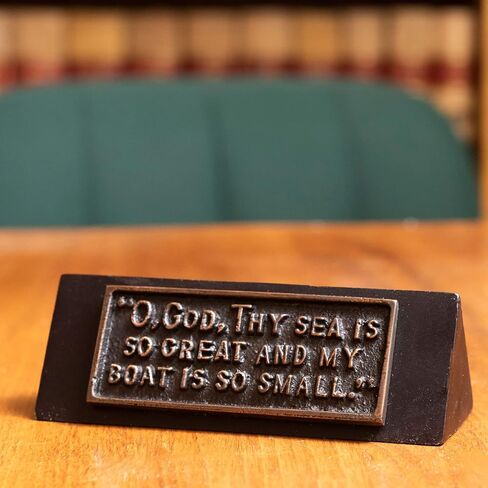 "O, GOD, THY SEA IS
SO GREAT AND MY
BOAT IS SO SMALL."